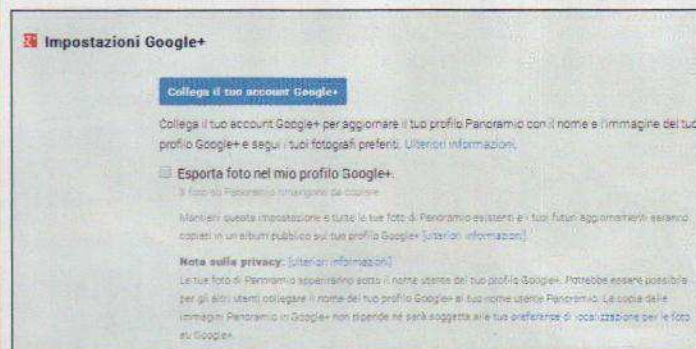 Impostazioni Google+
Collega il tuo account Google+
Collega il tuo account Google+ per aggiornare il tuo profilo Panoramio con il nome e l'immagine del tuo
profilo Google+ e segui i tuoi fotografi preferiti. Ulteriori informazioni.
Esporta foto nel mio profilo Google+.
foto su Panoramio rimangono da copiare
Mantieni questa impostazione e tutte le tue foto di Panoramio esistenti e i tuoi futuri aggiornamenti saranno
copiati in un album pubblico sul tuo profilo Google+ [ulteriori informazioni]
Nota sulla privacy: [ulteriori informazioni]
Le tue foto di Panoramio appariranno sotto il nome utente del tuo profilo Google+. Potrebbe essere possibile
per gli altri utenti collegare il nome del tuo profilo Google+ al tuo nome utente Panoramio. La copia delle
immagini Panoramio in Google+ non dipende né sarà soggetta alle tue preferenze di localizzazione per le foto
su Google+.